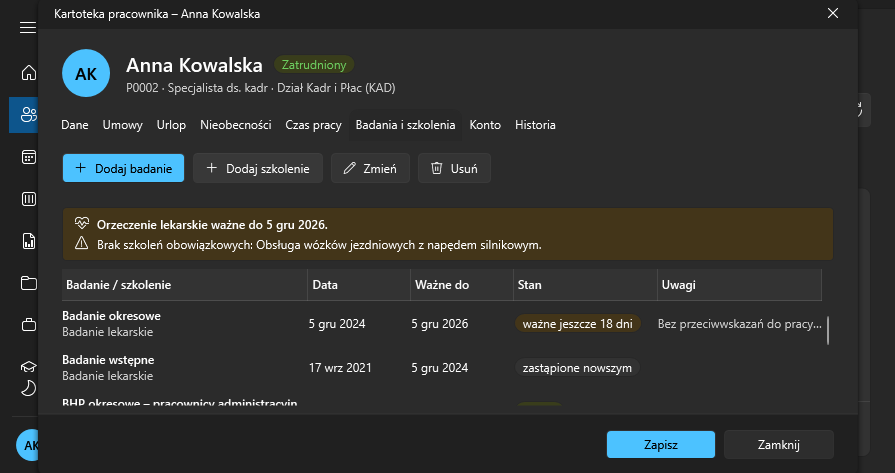 Kartoteka pracownika – Anna Kowalska
AK
Anna Kowalska
Zatrudniony
P0002 · Specjalista ds. kadr · Dział Kadr i Płac (KAD)
Dane Umowy Urlop Nieobecności Czas pracy Badania i szkolenia Konto Historia
+ Dodaj badanie + Dodaj szkolenie Zmień Usuń
Orzeczenie lekarskie ważne do 5 gru 2026.
Brak szkoleń obowiązkowych: Obsługa wózków jezdniowych z napędem silnikowym.
Badanie / szkolenie Data Ważne do Stan Uwagi
Badanie okresowe
Badanie lekarskie
5 gru 2024 5 gru 2026 ważne jeszcze 18 dni Bez przeciwwskazań do pracy...
Badanie wstępne
Badanie lekarskie
17 wrz 2021 5 gru 2024 zastąpione nowszym
BHP okresowe – pracownicy administracyjn
AK
Zapisz Zamknij